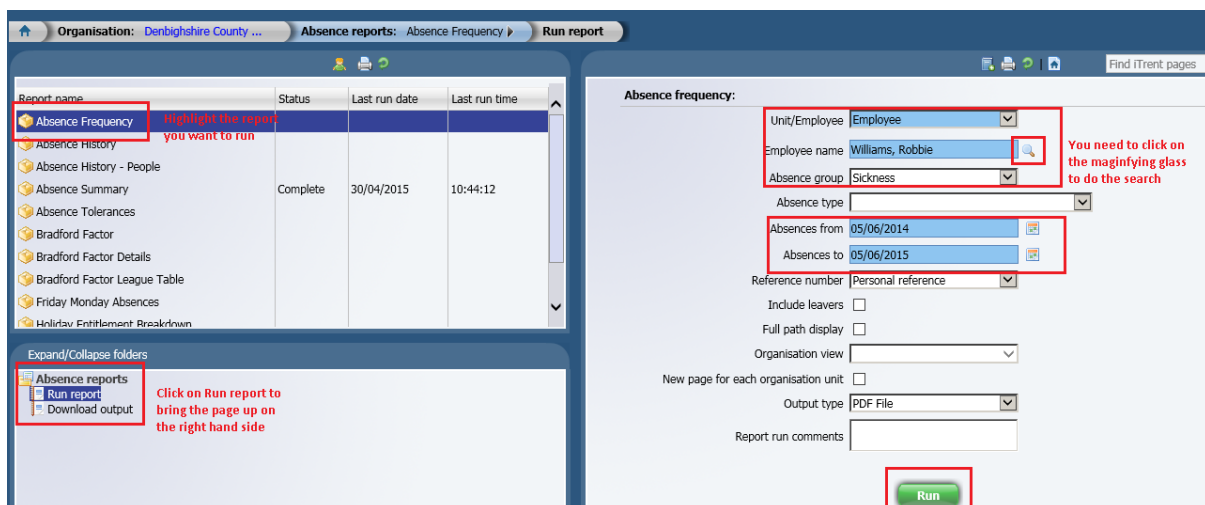 Organisation: Denbighshire County ... Absence reports: Absence Frequency Run report
Find iTrent pages
Report name Status Last run date Last run time
Absence Frequency
Absence History
Absence History - People
Absence Summary Complete 30/04/2015 10:44:12
Absence Tolerances
Bradford Factor
Bradford Factor Details
Bradford Factor League Table
Friday Monday Absences
Holiday Entitlement Breakdown
Highlight the report
you want to run
Expand/Collapse folders
Absence reports
Run report
Download output
Click on Run report to
bring the page up on
the right hand side
Absence frequency:
Unit/Employee Employee
Employee name Williams, Robbie
Absence group Sickness
Absence type
Absences from 05/06/2014
Absences to 05/06/2015
Reference number Personal reference
Include leavers
Full path display
Organisation view
New page for each organisation unit
Output type PDF File
Report run comments
Run
You need to click on
the maginfying glass
to do the search